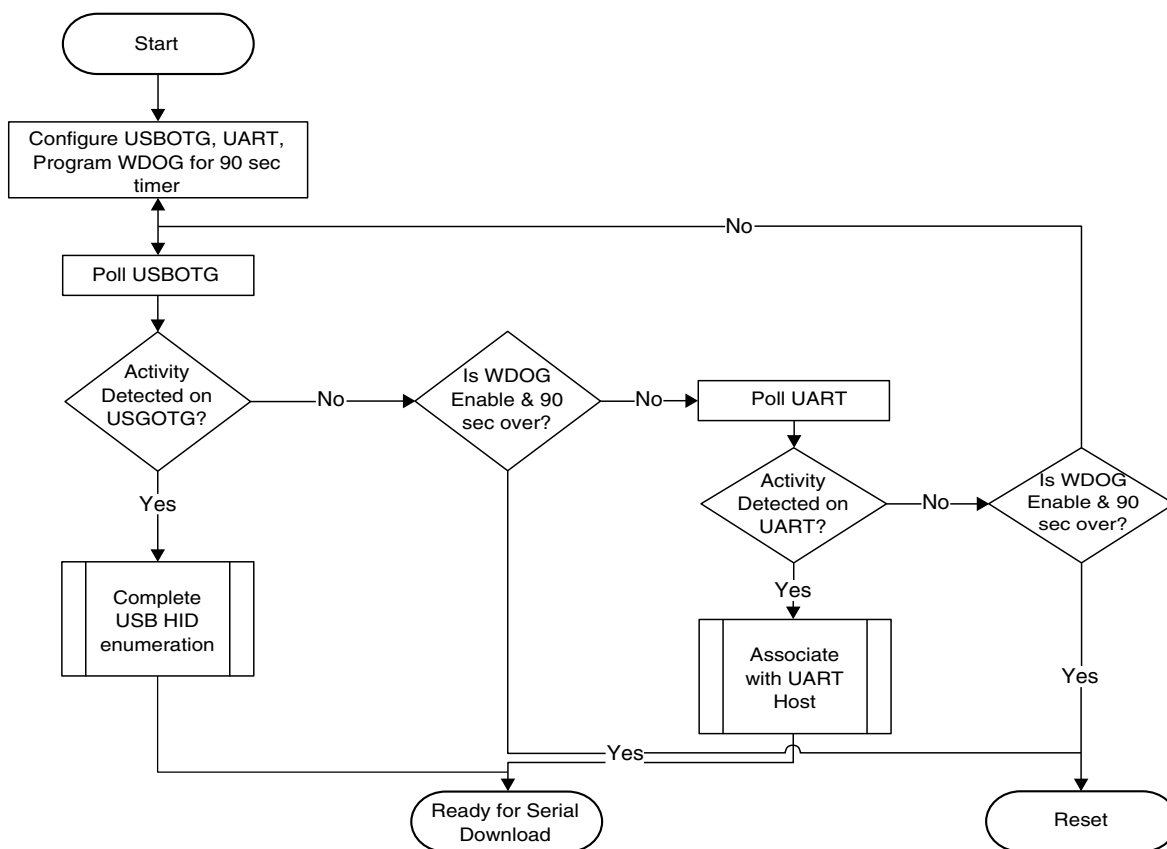 Start
Configure USBOTG, UART,
Program WDOG for 90 sec
timer
No
Poll USBOTG
Activity
Detected on
USGOTG?
No
Is WDOG
Enable & 90
sec over?
No
Poll UART
Activity
Detected on
UART?
No
Is WDOG
Enable & 90
sec over?
Yes
Complete
USB HID
enumeration
Yes
Associate
with UART
Host
Yes
Yes
Ready for Serial
Download
Reset